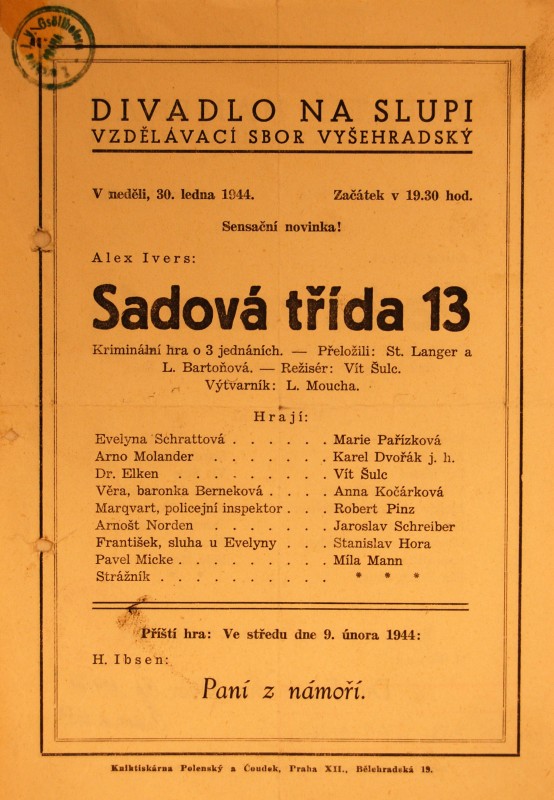 DIVADLO NA SLUPI
VZDĚLÁVACÍ SBOR VYŠEHRADSKÝ
V neděli, 30. ledna 1944. Začátek v 19.30 hod.
Sensační novinka!
Alex Ivers:
Sadová třída 13
Kriminální hra o 3 jednáních. — Přeložili: St. Langer a
L. Bartoňová. — Režisér: Vít Šulc.
Výtvarník: L. Moucha.
Hrají:
Evelyna Schrattová . . . . . . Marie Pařízková
Arno Molander . . . . . . . Karel Dvořák j. h.
Dr. Elken . . . . . . . . . Vít Šulc
Věra, baronka Berneková . . . . Anna Kočárková
Marqvart, policejní inspektor . . . Robert Pinz
Arnošt Norden . . . . . . . Jaroslav Schreiber
František, sluha u Evelyny . . . Stanislav Hora
Pavel Micke . . . . . . . . . Míla Mann
Strážník . . . . . . . . . . * * *
Příští hra: Ve středu dne 9. února 1944:
H. Ibsen:
Paní z námoří.
Knihtiskárna Polenský a Čoudek, Praha XII., Bělehradská 19.